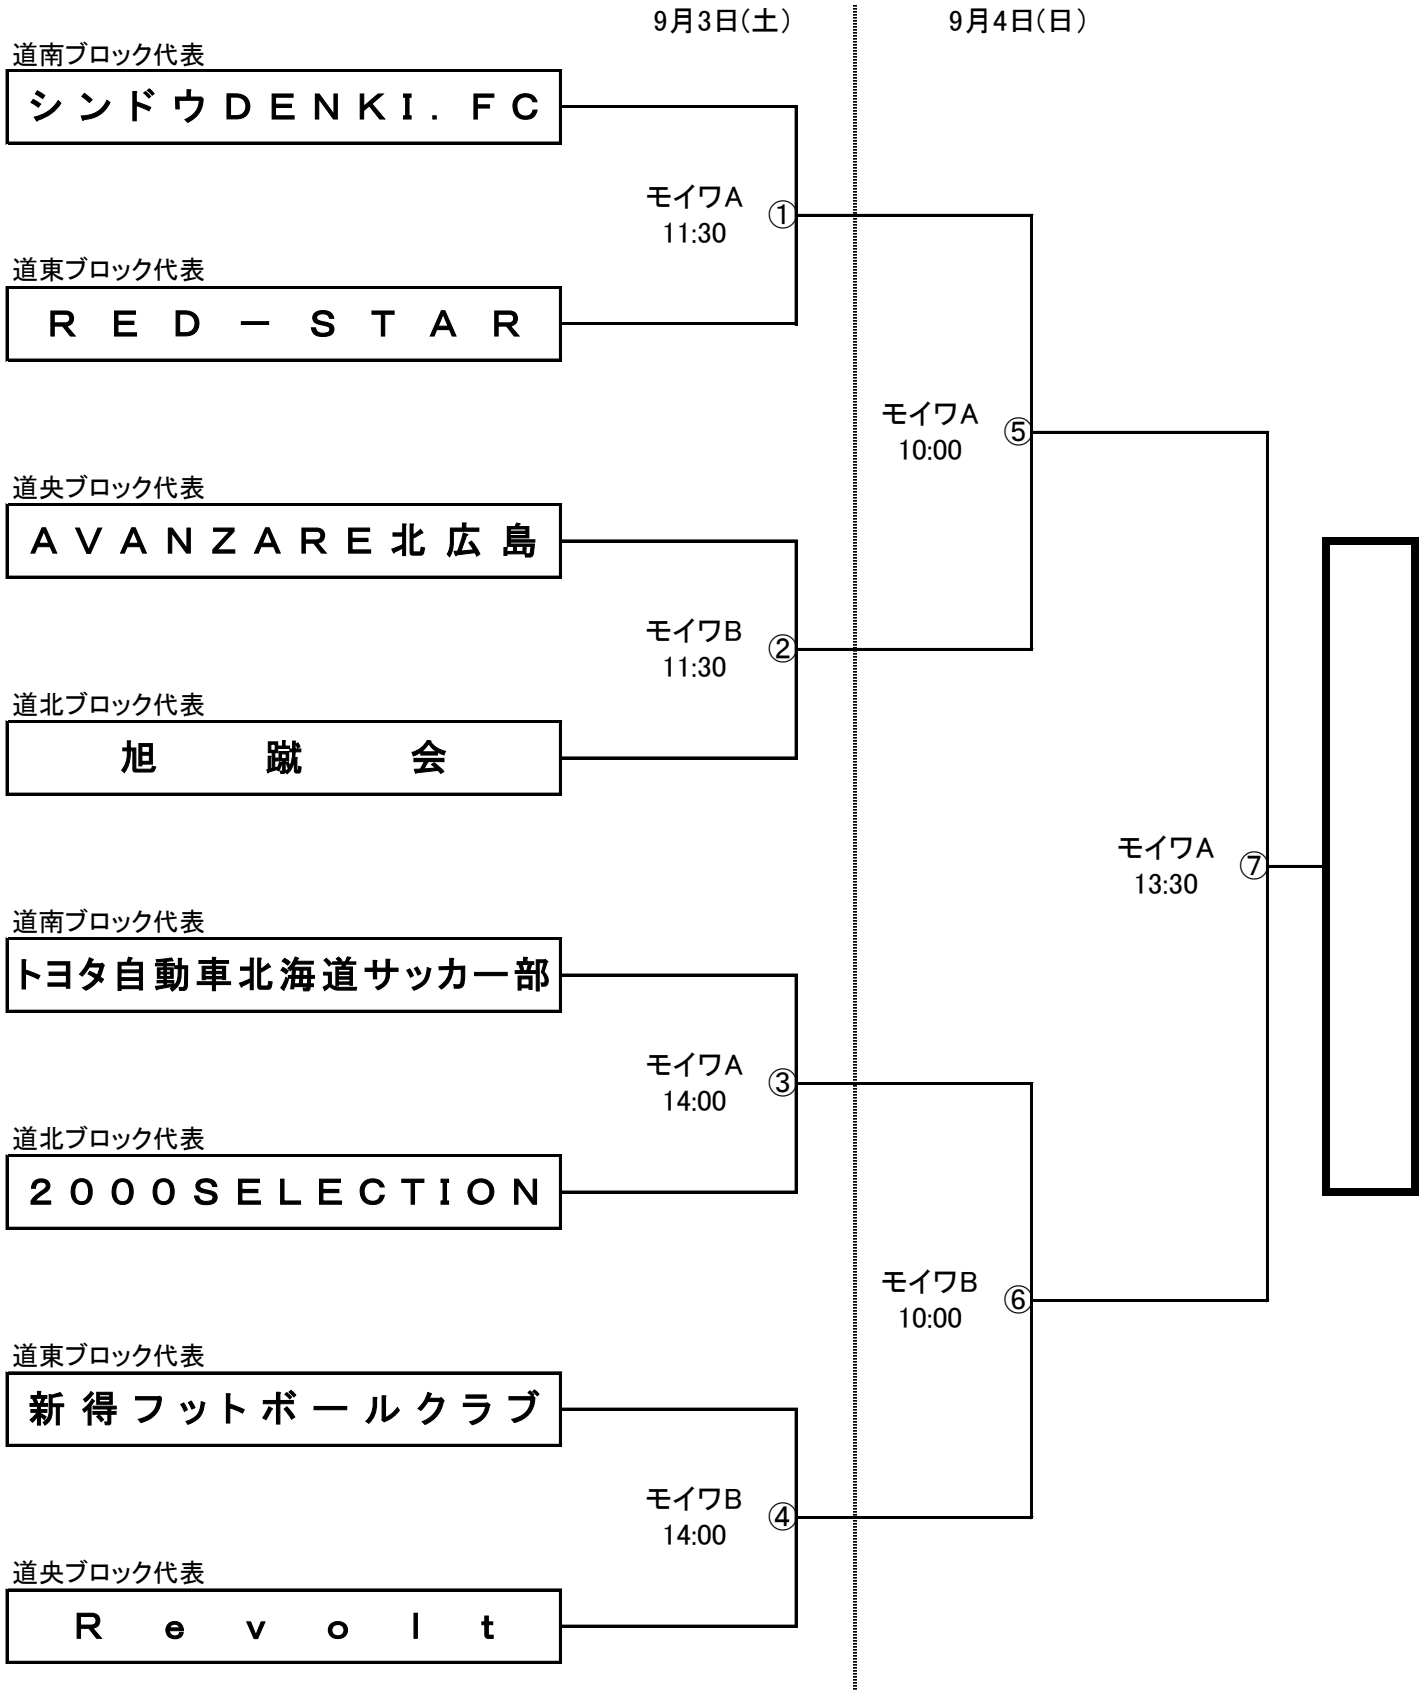 9月3日(土)
9月4日(日)
道南ブロック代表
シンドウDENKI.FC
モイワA
11:30
①
道東ブロック代表
RED-STAR
モイワA
10:00
⑤
道央ブロック代表
AVANZARE北広島
モイワB
11:30
②
道北ブロック代表
旭蹴会
モイワA
13:30
⑦
道南ブロック代表
トヨタ自動車北海道サッカー部
モイワA
14:00
③
道北ブロック代表
2000SELECTION
モイワB
10:00
⑥
道東ブロック代表
新得フットボールクラブ
モイワB
14:00
④
道央ブロック代表
Revolt